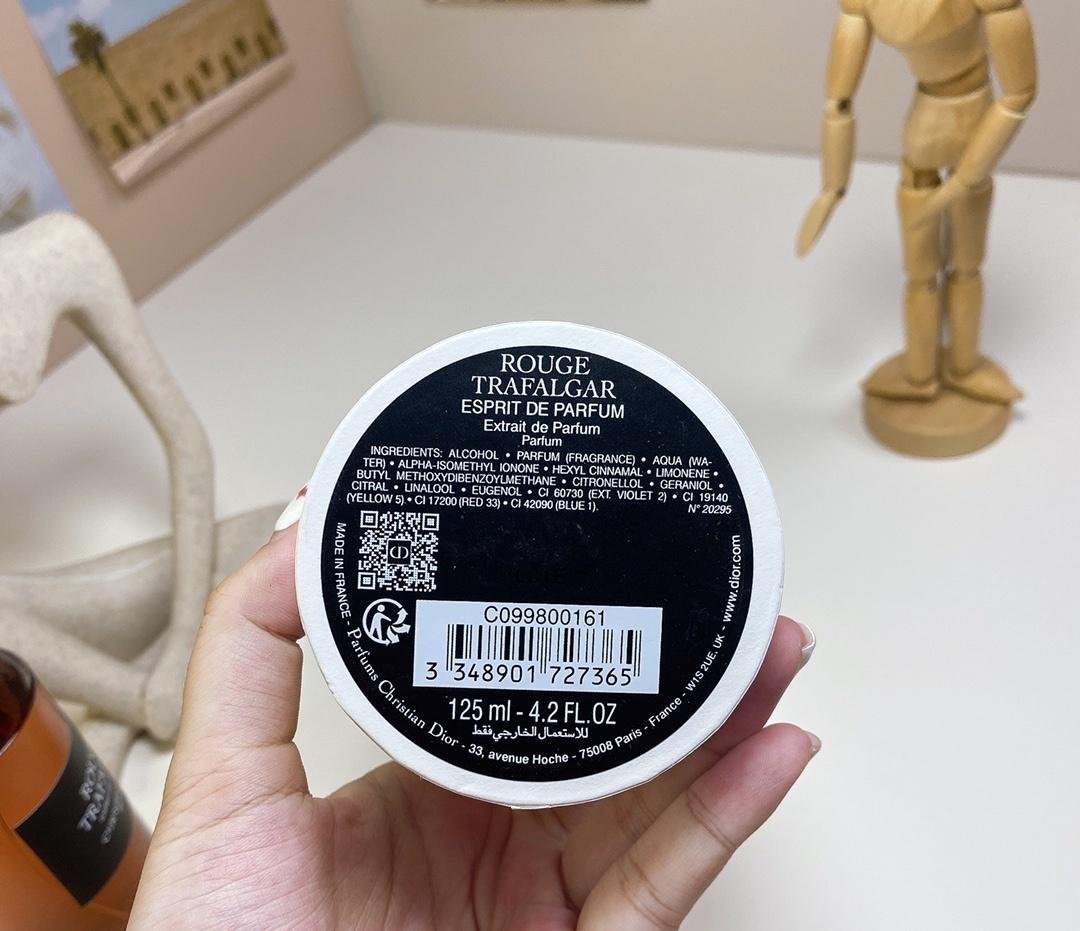 ROUGE
TRAFALGAR
ESPRIT DE PARFUM
Extrait de Parfum
Parfum
INGREDIENTS: ALCOHOL • PARFUM (FRAGRANCE) • AQUA (WA-
TER) • ALPHA-ISOMETHYL IONONE • HEXYL CINNAMAL • LIMONENE •
BUTYL METHOXYDIBENZOYLMETHANE • CITRONELLOL • GERANIOL •
CITRAL • LINALOOL • EUGENOL • CI 60730 (EXT. VIOLET 2) • CI 19140
(YELLOW 5) • CI 17200 (RED 33) • CI 42090 (BLUE 1).
N° 20295
CD
C099800161
3 348901 727365
125 ml - 4.2 FL.OZ
للاستعمال الخارجي فقط
MADE IN FRANCE - Parfums Christian Dior - 33, avenue Hoche - 75008 Paris - France - W1S 2UE. UK - www.dior.com